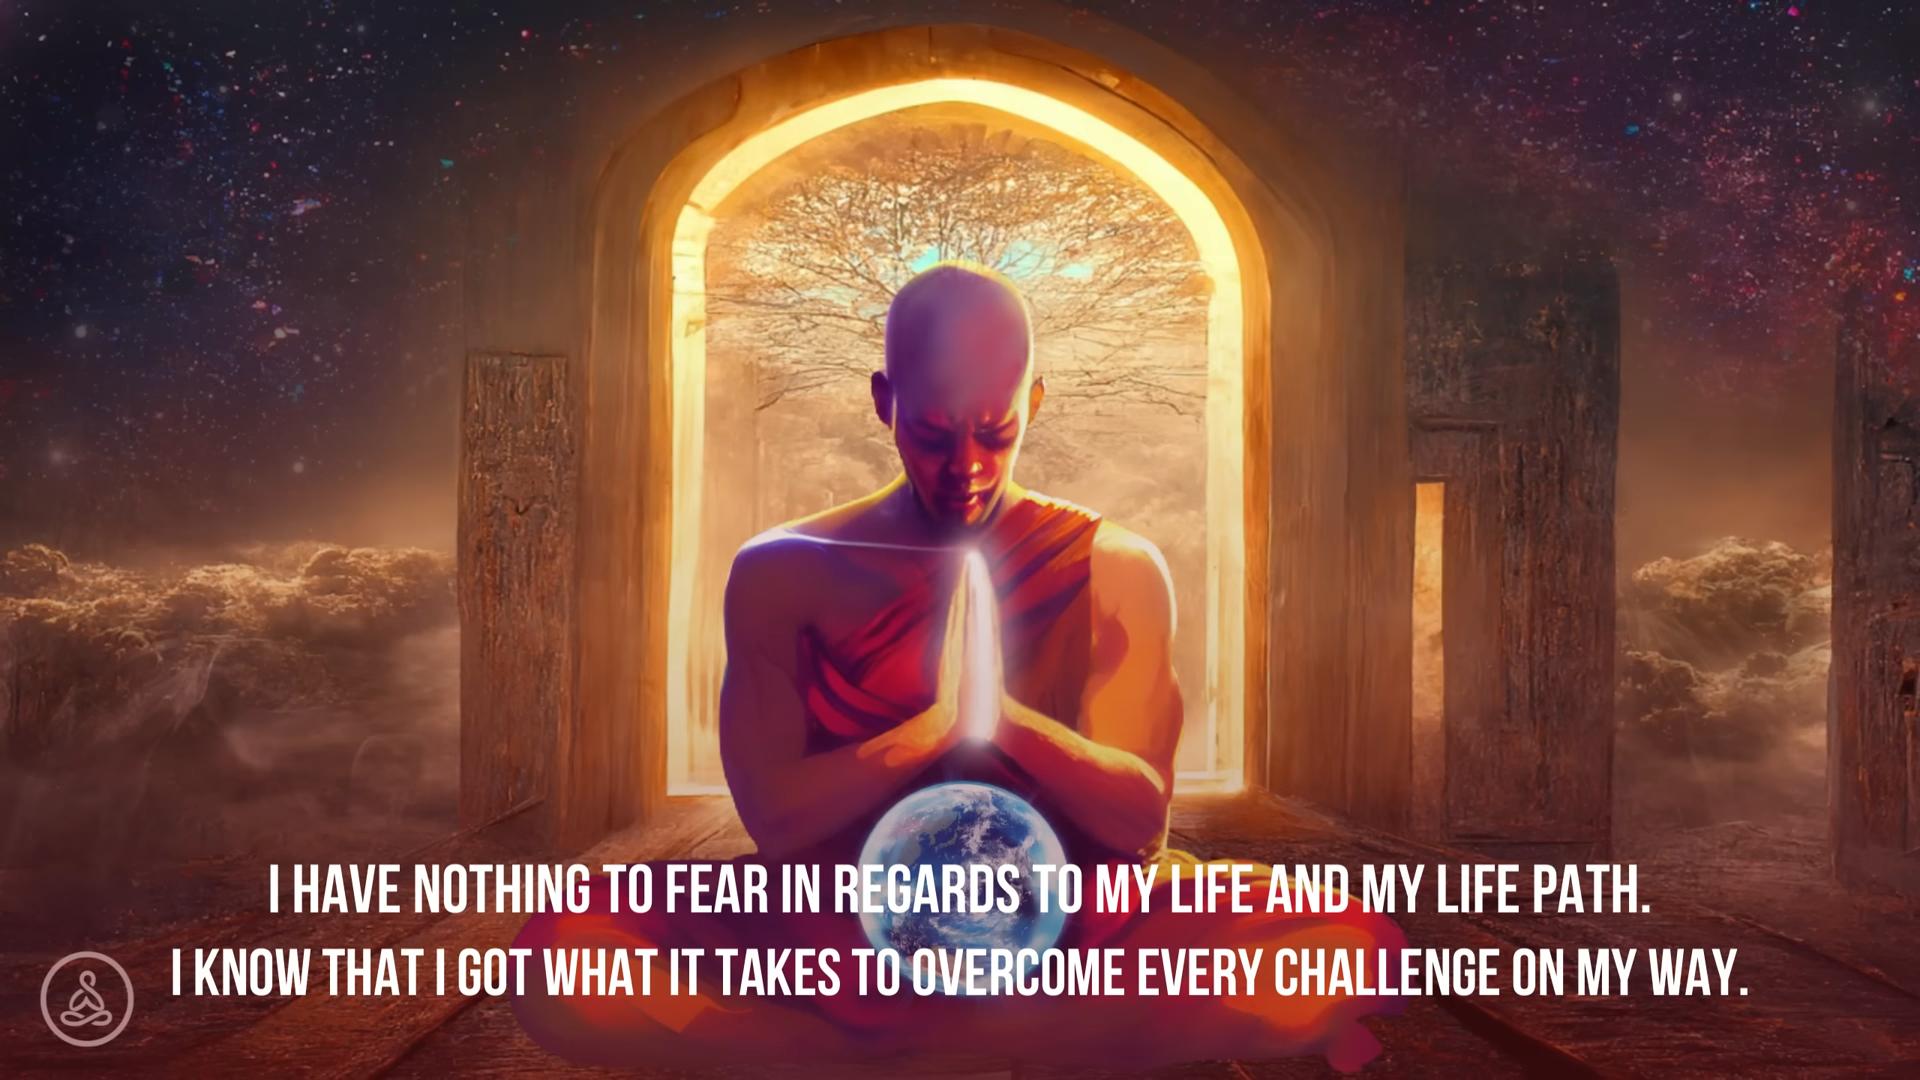 I HAVE NOTHING TO FEAR IN REGARDS TO MY LIFE AND MY LIFE PATH.
I KNOW THAT I GOT WHAT IT TAKES TO OVERCOME EVERY CHALLENGE ON MY WAY.